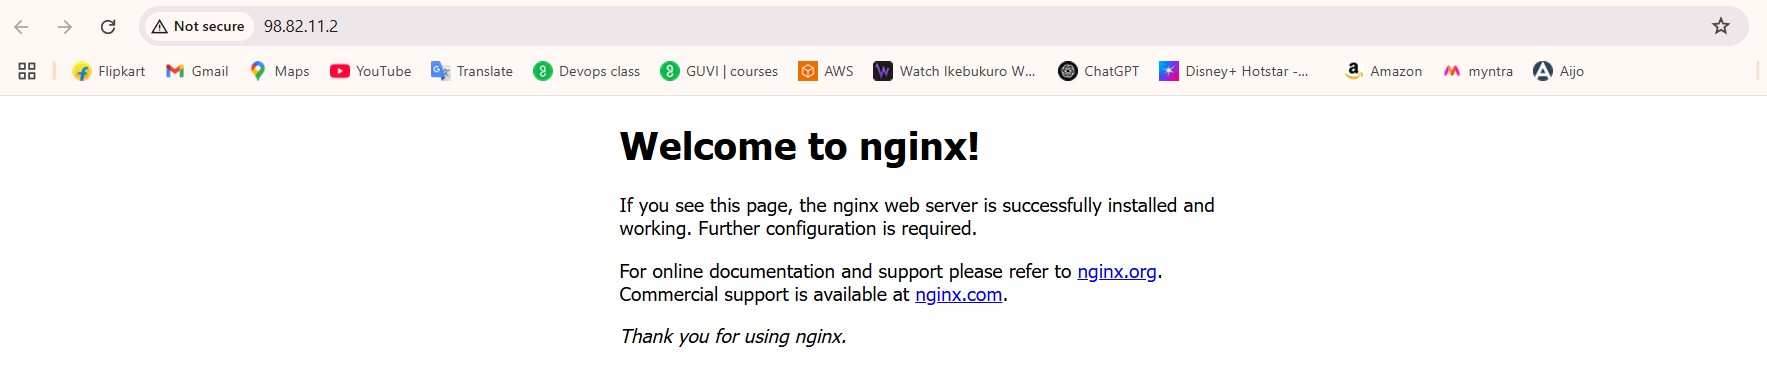 Not secure 98.82.11.2
Flipkart Gmail Maps YouTube Translate Devops class GUVI | courses AWS Watch Ikebukuro W... ChatGPT Disney+ Hotstar -... Amazon myntra Aijo
Welcome to nginx!
If you see this page, the nginx web server is successfully installed and
working. Further configuration is required.
For online documentation and support please refer to nginx.org.
Commercial support is available at nginx.com.
Thank you for using nginx.